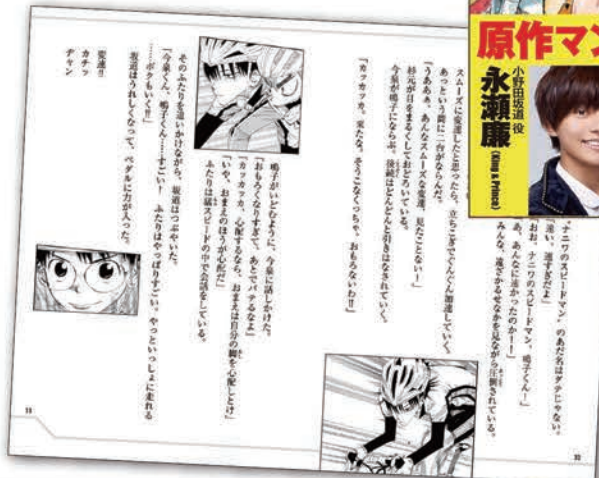 原作マン
小野田坂道 役
永瀬廉(King & Prince)
ナニワのスピードマン〟のあだ名はダテじゃない。
「速い、速すぎだよ」
「おお、ナニワのスピードマン、鳴子くん！」
あ、あんなに速かったのか！」
みんな、遠ざかるせなかを見ながら圧倒されている。
32
スムーズに変速したと思ったら、立ちこぎでぐんぐん加速していく。
あっという間に二台がならんだ。
「うああぁ、あんなスムーズな変速、見たことない！」
杉元が目をまるくしておどろいている。
今泉が鳴子にならぶ。後続はどんどんと引きはなされていく。
「カッカッカ、来たな。そうこなくっちゃ、おもろないわ!!」
鳴子がいどむように、今泉に話しかけた。
「おもろくなりすぎて、あとでバテるなよ」
「カッカッカ、心配するなら、おまえは自分の脚を心配しとけ」
「いや、おまえのほうが心配だ」
ふたりは猛スピードの中で会話をしている。
そのふたりを追いかけながら、坂道はつぶやいた。
「今泉くん、鳴子くん……すごい！　ふたりはやっぱりすごい。やっといっしょに走れる
……ボクもいく!!」
坂道はうれしくなって、ペダルに力が入った。
変速!!
カチッ
ヂャン
33